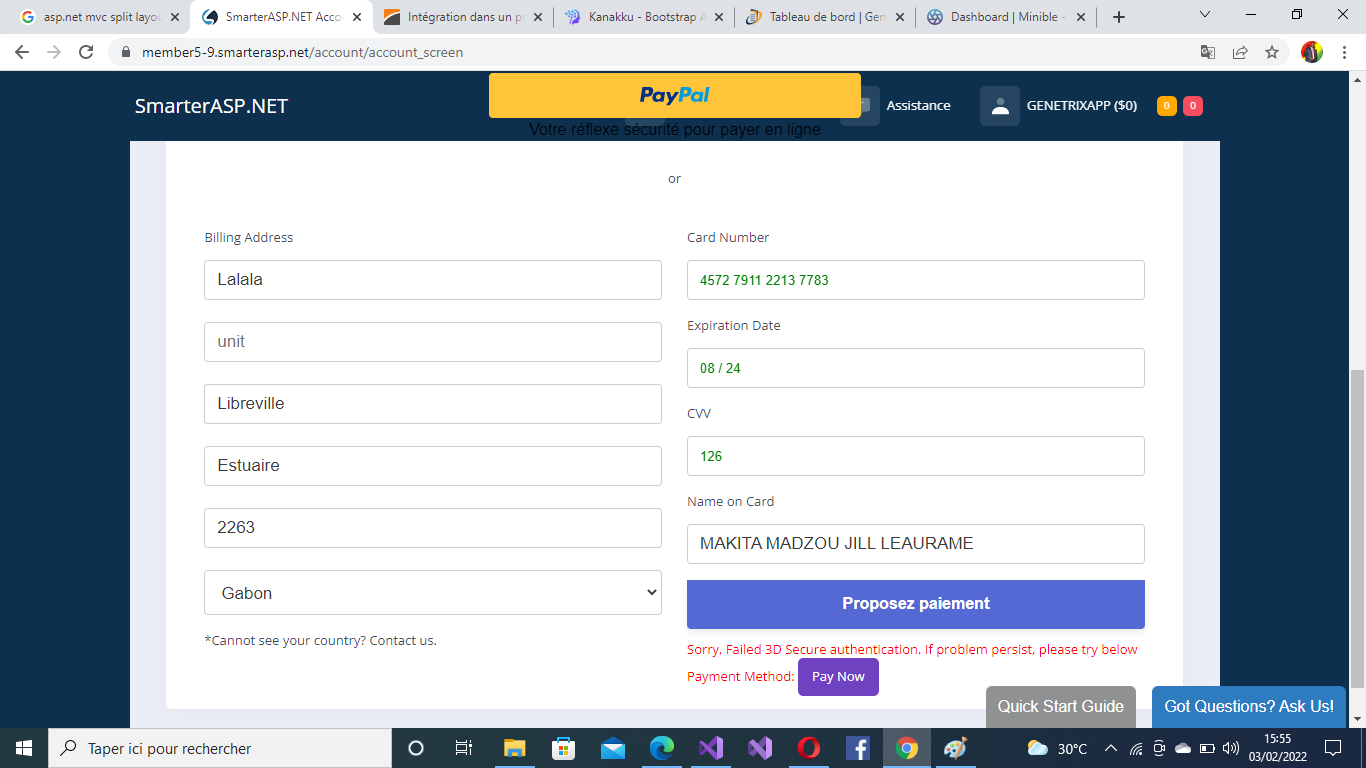 asp.net mvc split layou
SmarterASP.NET Acco
Intégration dans un p
Kanakku - Bootstrap A
Tableau de bord | Gen
Dashboard | Minible -
member5-9.smarterasp.net/account/account_screen
SmarterASP.NET
PayPal
Assistance
GENETRIXAPP ($0)
0
0
Votre réflexe sécurité pour payer en ligne
or
Billing Address
Lalala
unit
Libreville
Estuaire
2263
Gabon
*Cannot see your country? Contact us.
Card Number
4572 7911 2213 7783
Expiration Date
08 / 24
CVV
126
Name on Card
MAKITA MADZOU JILL LEAURAME
Proposez paiement
Sorry, Failed 3D Secure authentication. If problem persist, please try below
Payment Method: Pay Now
Quick Start Guide
Got Questions? Ask Us!
Taper ici pour rechercher
30°C
15:55
03/02/2022